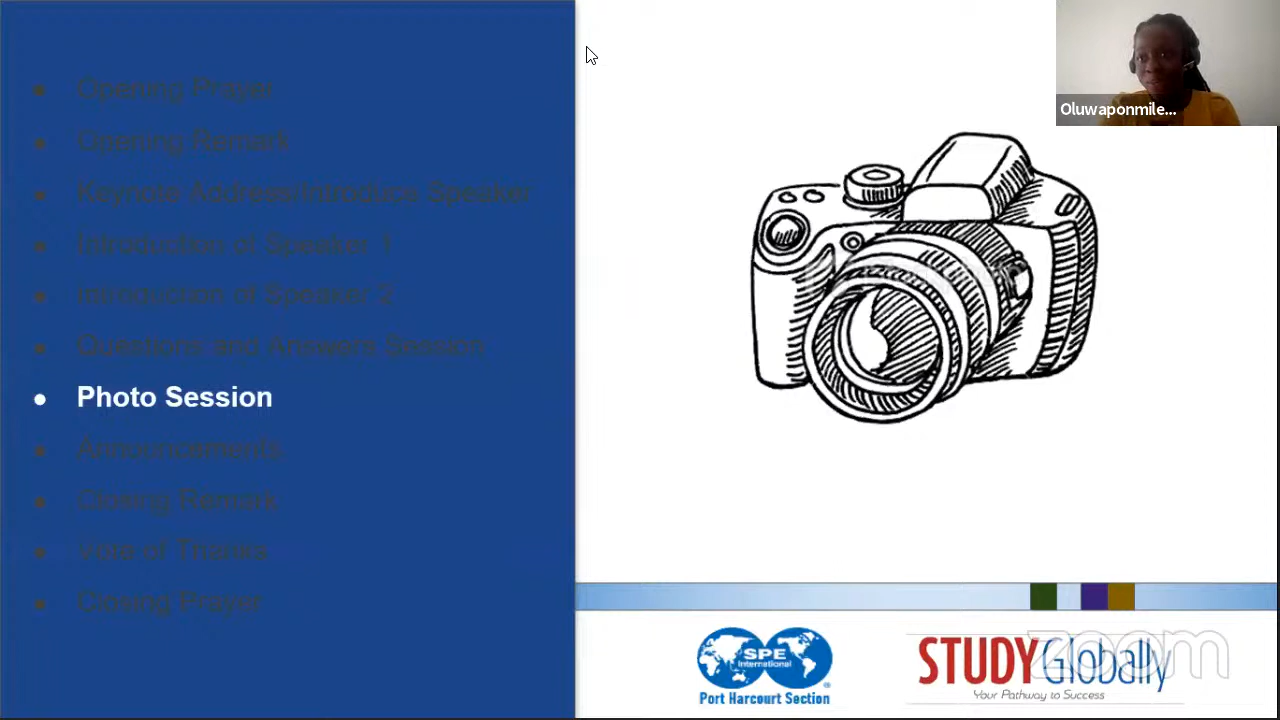 Opening Prayer
Opening Remark
Keynote Address/Introduce Speaker
Introduction of Speaker 1
Introduction of Speaker 2
Questions and Answers Session
Photo Session
Announcements
Closing Remark
Vote of Thanks
Closing Prayer
Oluwaponmile...
SPE
International
Port Harcourt Section
STUDYGlobally
Your Pathway to Success
zoom